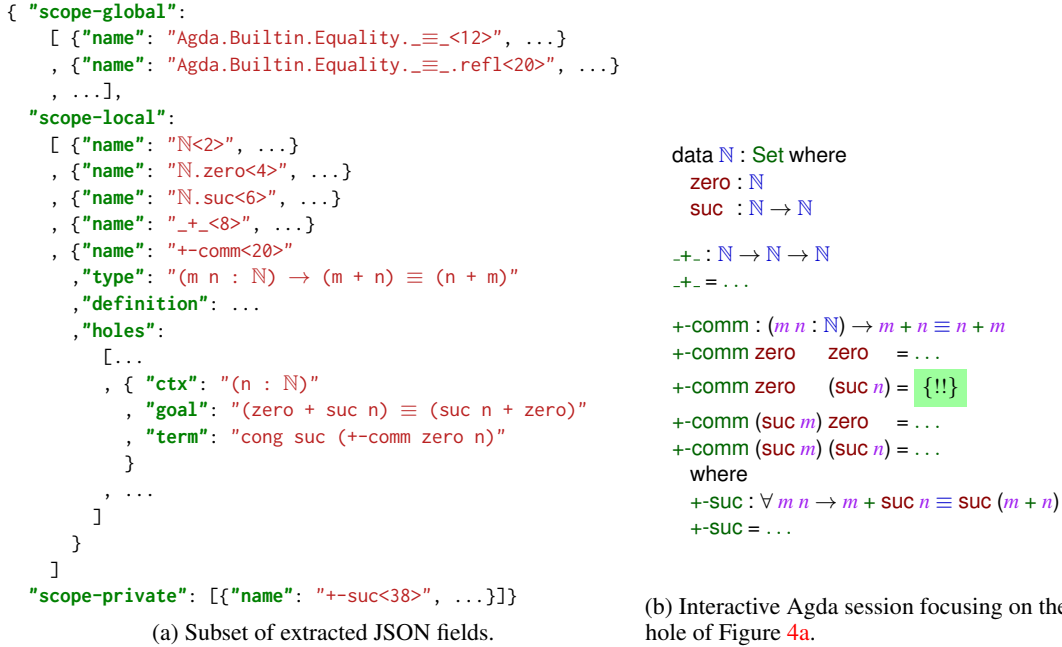 { "scope-global":
[ {"name": "Agda.Builtin.Equality._≡_<12>", ...}
, {"name": "Agda.Builtin.Equality._≡_.refl<20>", ...}
, ...],
"scope-local":
[ {"name": "ℕ<2>", ...}
, {"name": "ℕ.zero<4>", ...}
, {"name": "ℕ.suc<6>", ...}
, {"name": "_+_<8>", ...}
, {"name": "+-comm<20>"
,"type": "(m n : ℕ) → (m + n) ≡ (n + m)"
,"definition": ...
,"holes":
[...
, { "ctx": "(n : ℕ)"
, "goal": "(zero + suc n) ≡ (suc n + zero)"
, "term": "cong suc (+-comm zero n)"
}
, ...
]
}
]
"scope-private": [{"name": "+-suc<38>", ...}]}
(a) Subset of extracted JSON fields.
data ℕ : Set where
zero : ℕ
suc : ℕ → ℕ
_+_ : ℕ → ℕ → ℕ
_+_ = . . .
+-comm : (m n : ℕ) → m + n ≡ n + m
+-comm zero zero = . . .
+-comm zero (suc n) = {!!}
+-comm (suc m) zero = . . .
+-comm (suc m) (suc n) = . . .
where
+-suc : ∀ m n → m + suc n ≡ suc (m + n)
+-suc = . . .
(b) Interactive Agda session focusing on the
hole of Figure 4a.